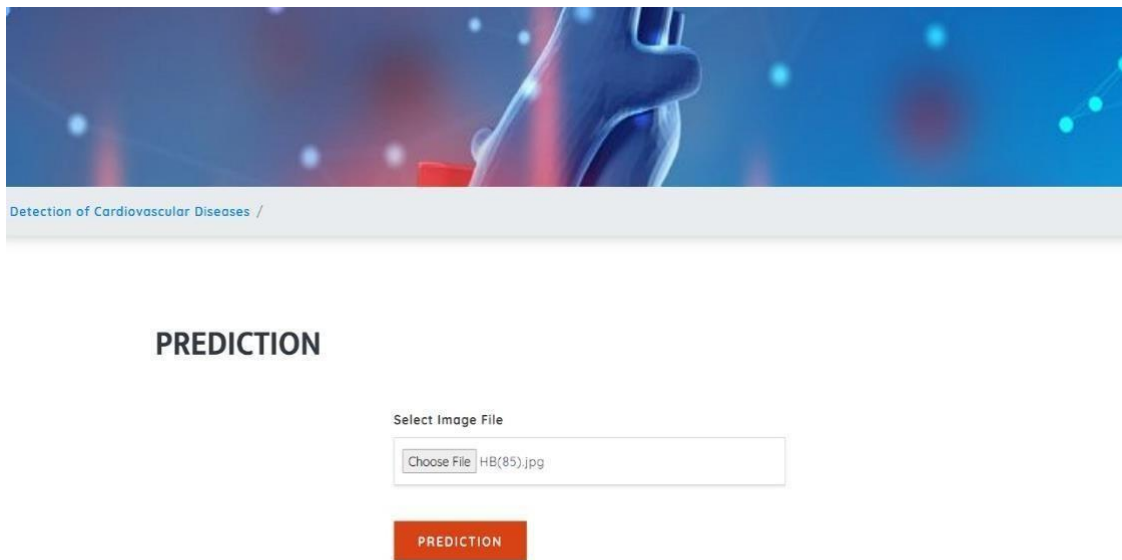 Detection of Cardiovascular Diseases /
PREDICTION
Select Image File
Choose File HB(85).jpg
PREDICTION